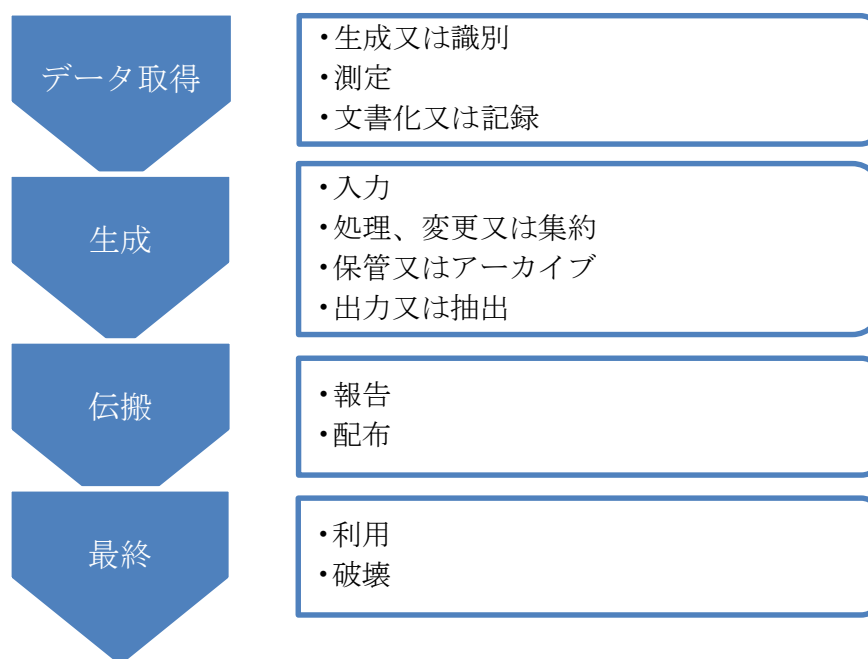 データ取得
・生成又は識別
・測定
・文書化又は記録
生成
・入力
・処理、変更又は集約
・保管又はアーカイブ
・出力又は抽出
伝搬
・報告
・配布
最終
・利用
・破壊